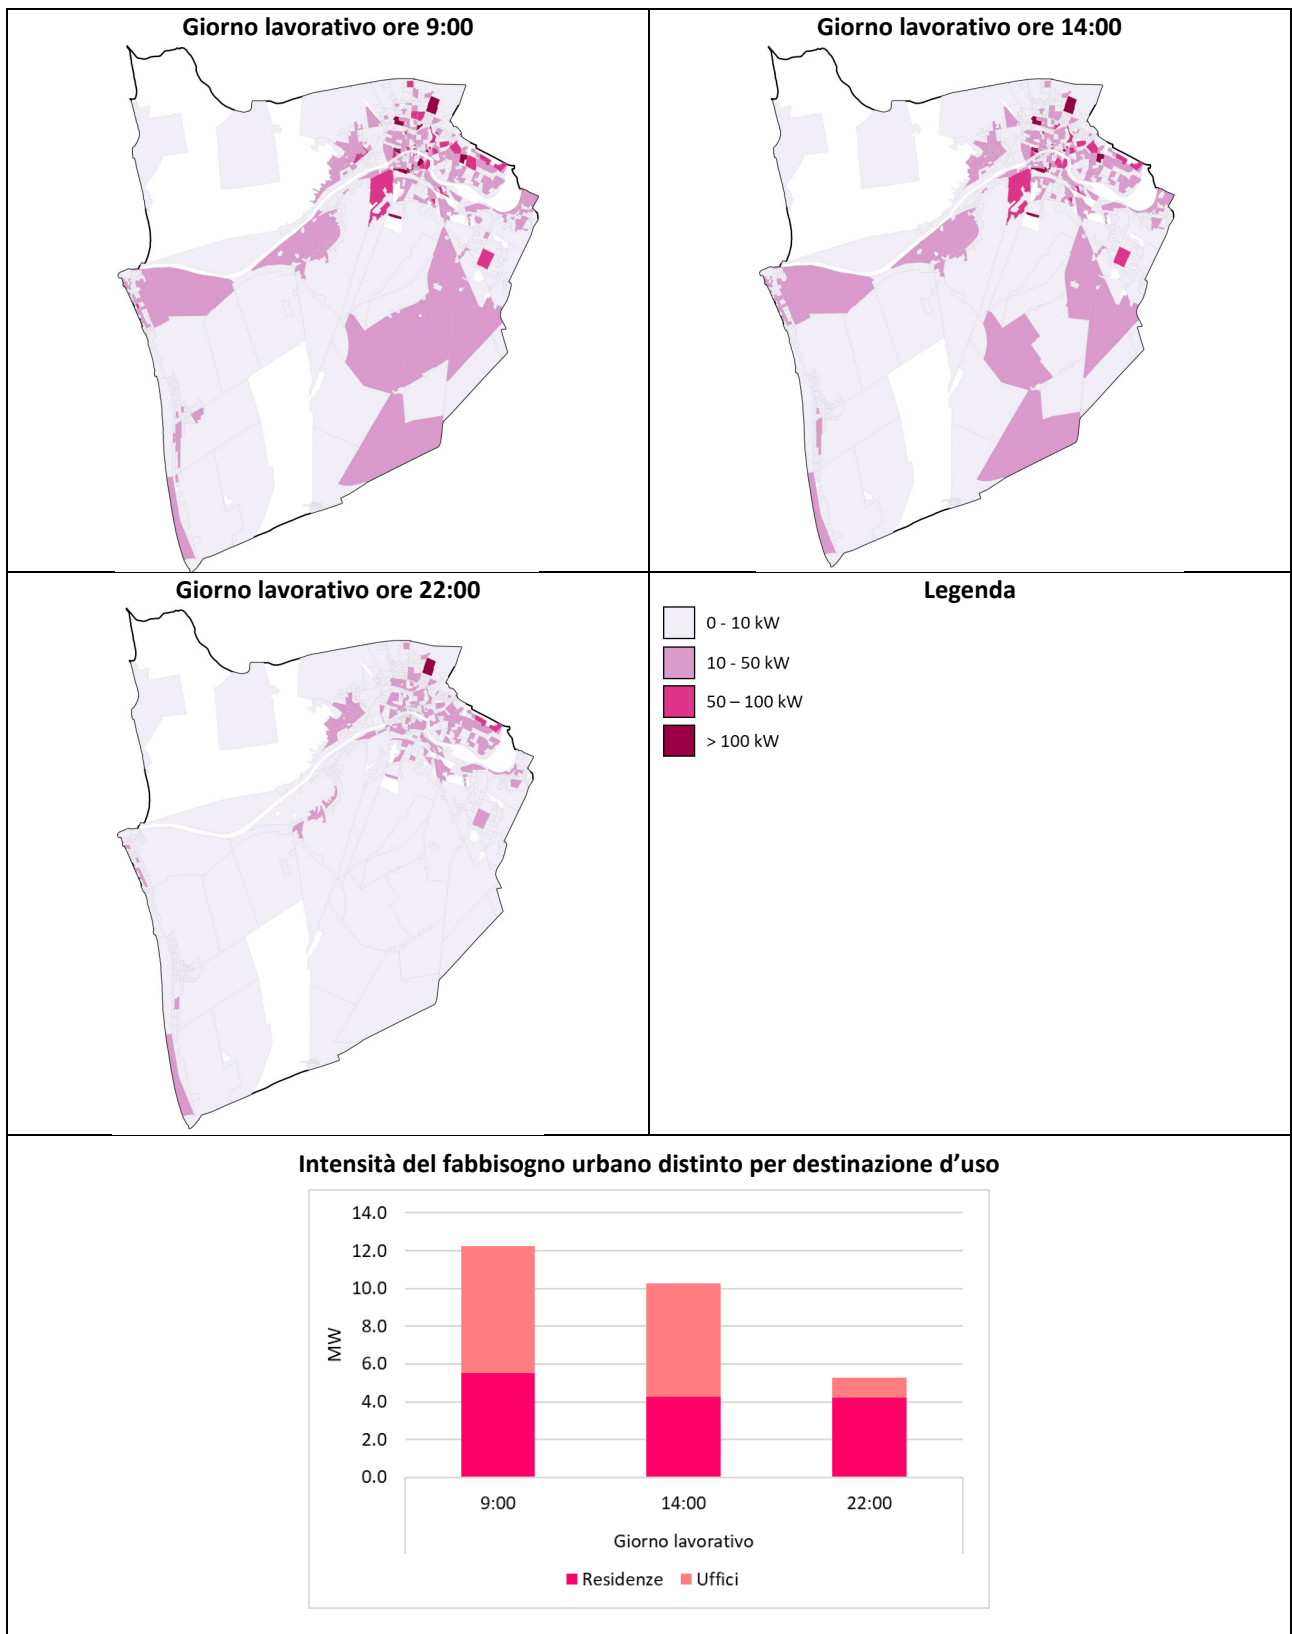 Giorno lavorativo ore 9:00
Giorno lavorativo ore 14:00
Giorno lavorativo ore 22:00
Legenda
0 - 10 kW
10 - 50 kW
50 – 100 kW
> 100 kW
Intensità del fabbisogno urbano distinto per destinazione d’uso
14.0
12.0
10.0
8.0
6.0
4.0
2.0
0.0
MW
9:00
14:00
22:00
Giorno lavorativo
Residenze
Uffici